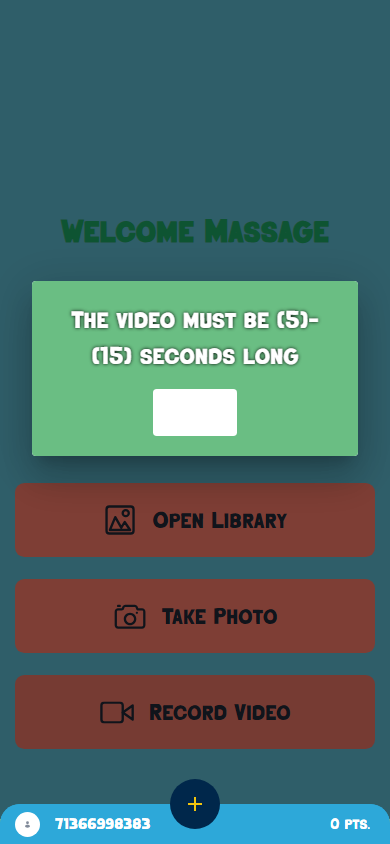 Welcome Massage
The video must be (5)-
(15) seconds long
Open Library
Take Photo
Record Video
71366998383
0 pts.